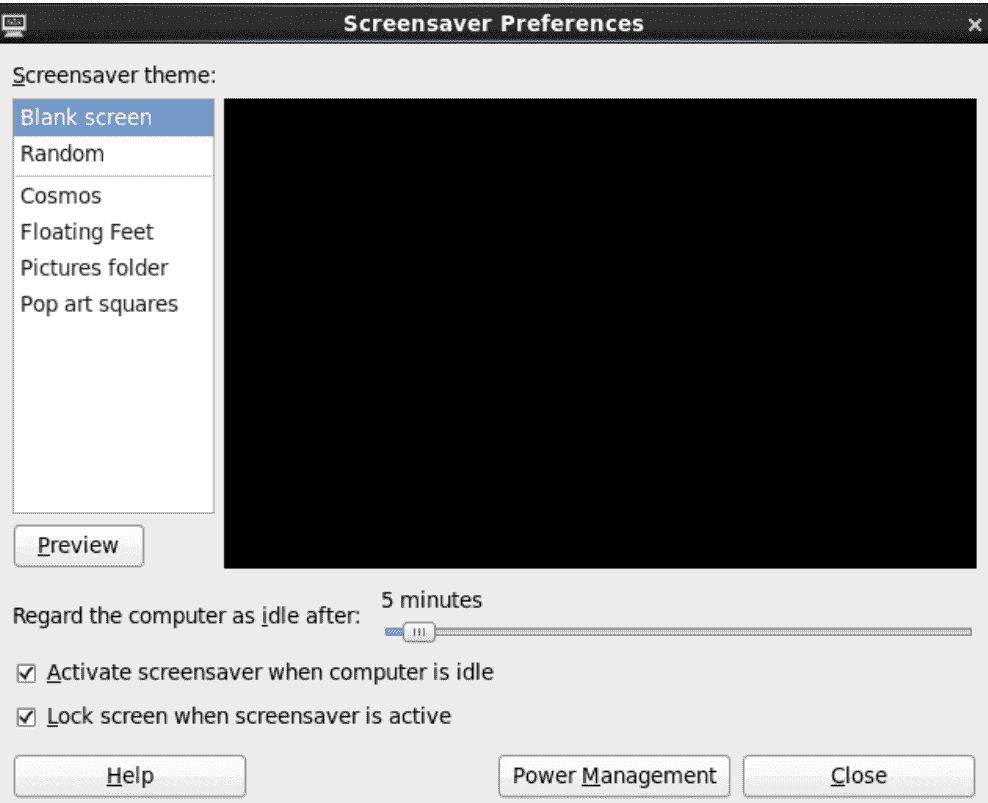 Screensaver Preferences
Screensaver theme:
Blank screen
Random
Cosmos
Floating Feet
Pictures folder
Pop art squares
Preview
5 minutes
Regard the computer as idle after:
Activate screensaver when computer is idle
Lock screen when screensaver is active
Help Power Management Close